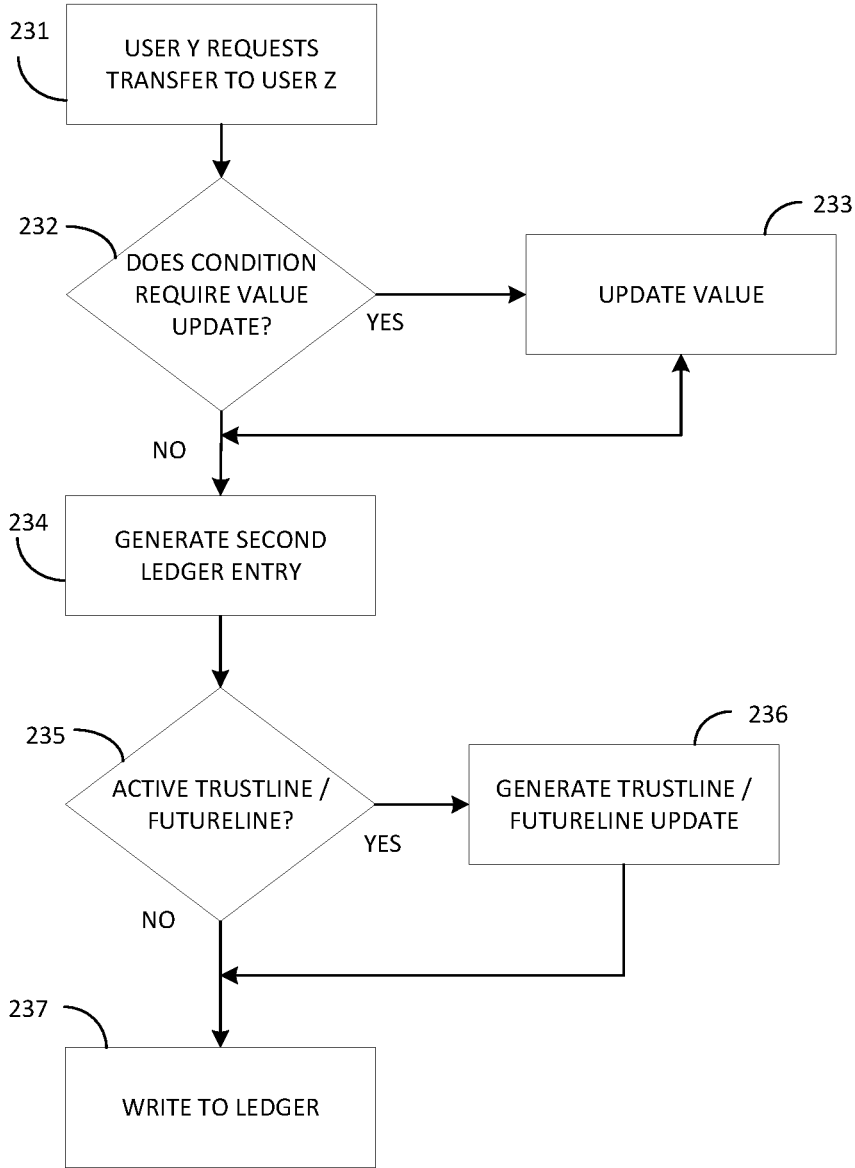 231
USER Y REQUESTS
TRANSFER TO USER Z
232
DOES CONDITION
REQUIRE VALUE
UPDATE?
YES
233
UPDATE VALUE
NO
234
GENERATE SECOND
LEDGER ENTRY
235
ACTIVE TRUSTLINE /
FUTURELINE?
YES
236
GENERATE TRUSTLINE /
FUTURELINE UPDATE
NO
237
WRITE TO LEDGER